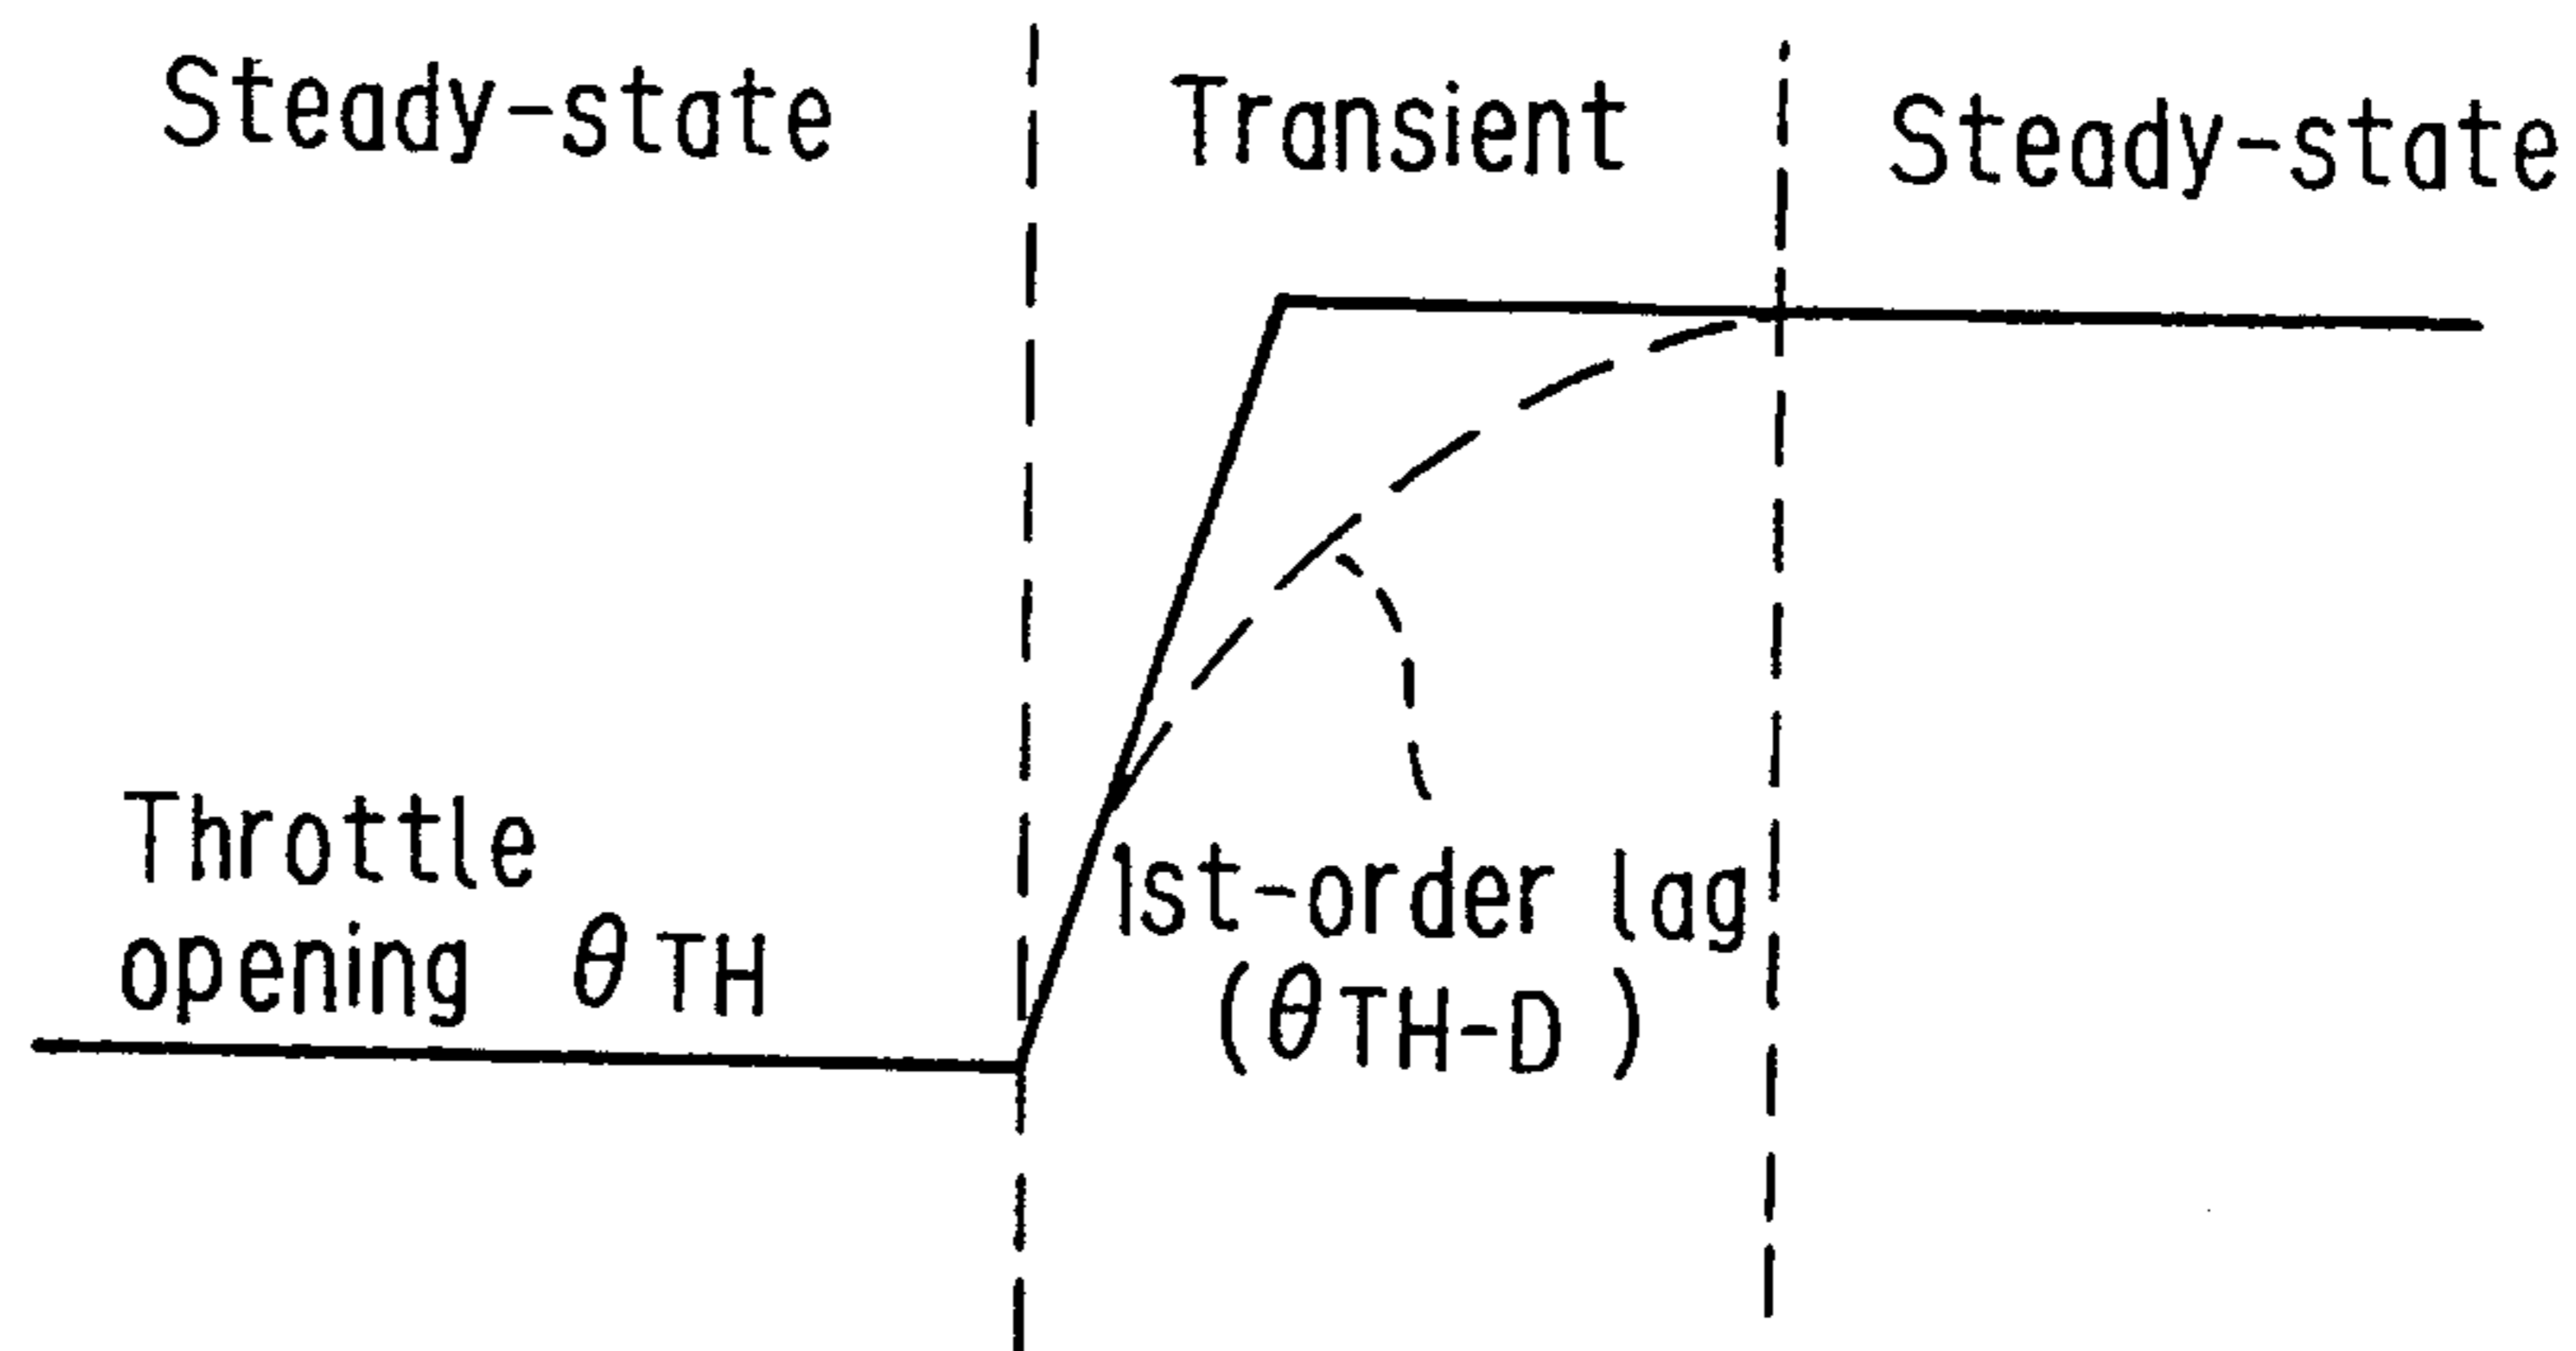 Steady-state
Transient
Steady-state
Throttle
opening θTH
1st-order lag
(θTH-D)